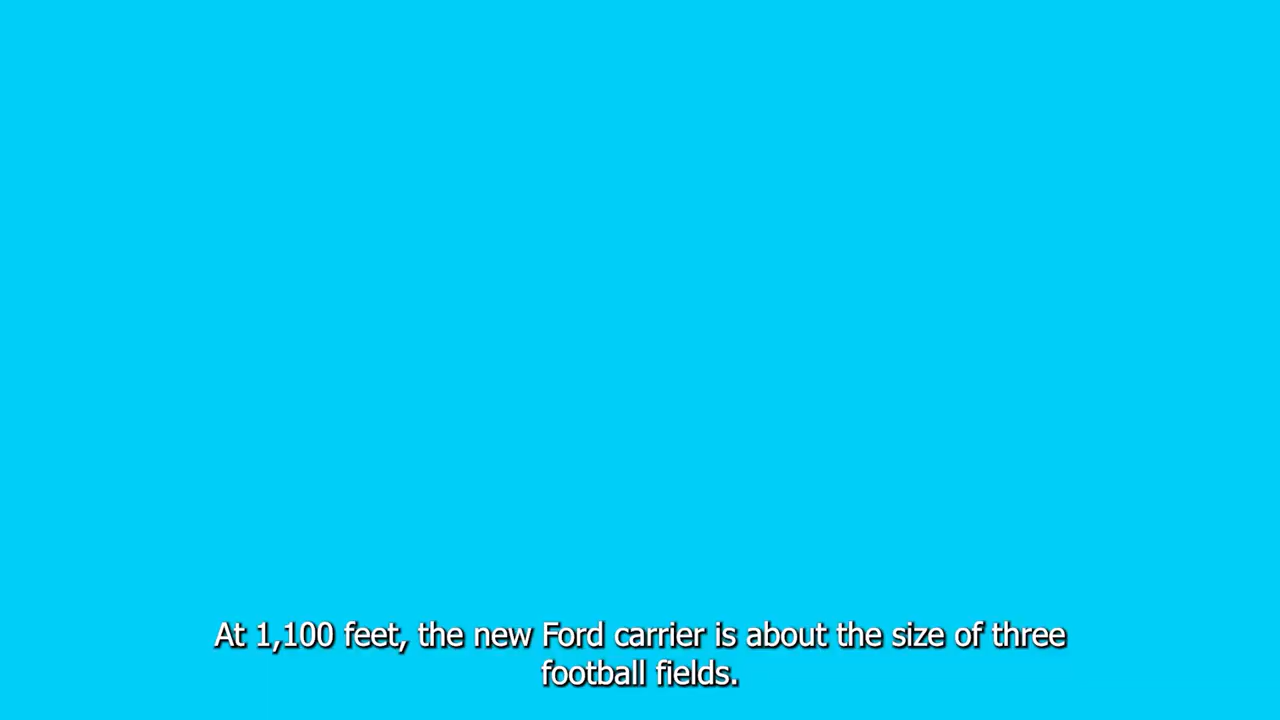 At 1,100 feet, the new Ford carrier is about the size of three
football fields.